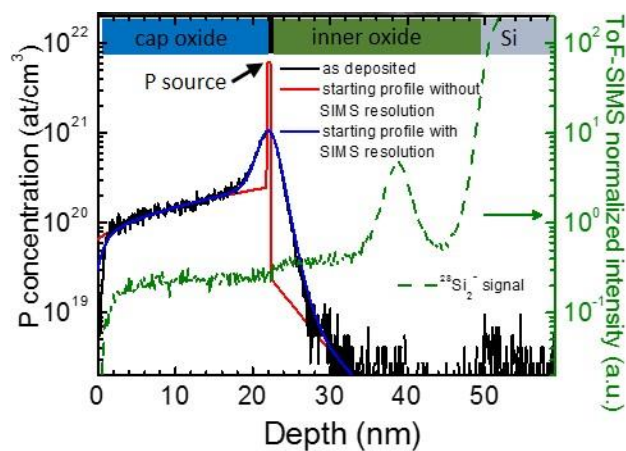 cap oxide
inner oxide
Si
P source
as deposited
starting profile without
SIMS resolution
starting profile with
SIMS resolution
²⁸Si₂⁻ signal
P concentration (at/cm³)
10²²
10²¹
10²⁰
10¹⁹
ToF-SIMS normalized intensity (a.u.)
10²
10¹
10⁰
10⁻¹
0
10
20
30
40
50
Depth (nm)